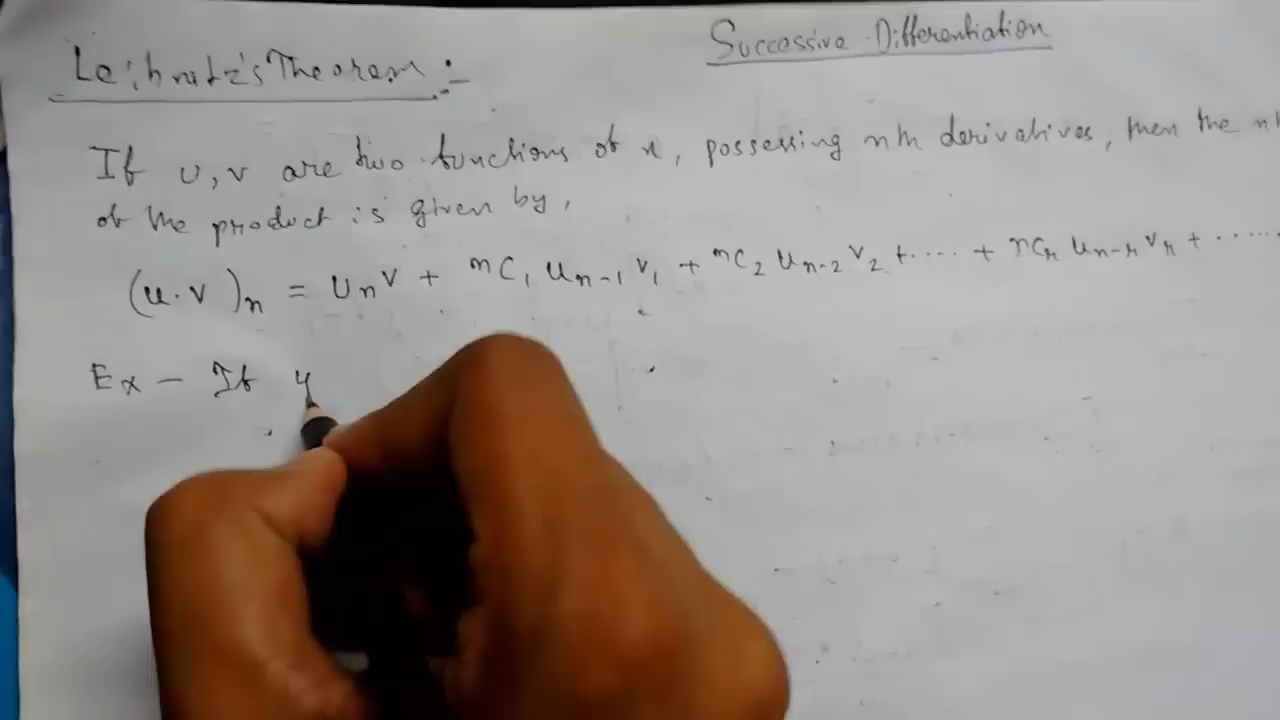 Successive Differentiation
Leibnitz's Theorem :-
If u, v are two functions of x, possessing nth derivatives, then the nth
of the product is given by,
(u.v)ₙ = uₙv + ⁿC₁ uₙ₋₁ v₁ + ⁿC₂ uₙ₋₂ v₂ + ..... + ⁿCᵣ uₙ₋ᵣ vᵣ + ......
Ex - If y